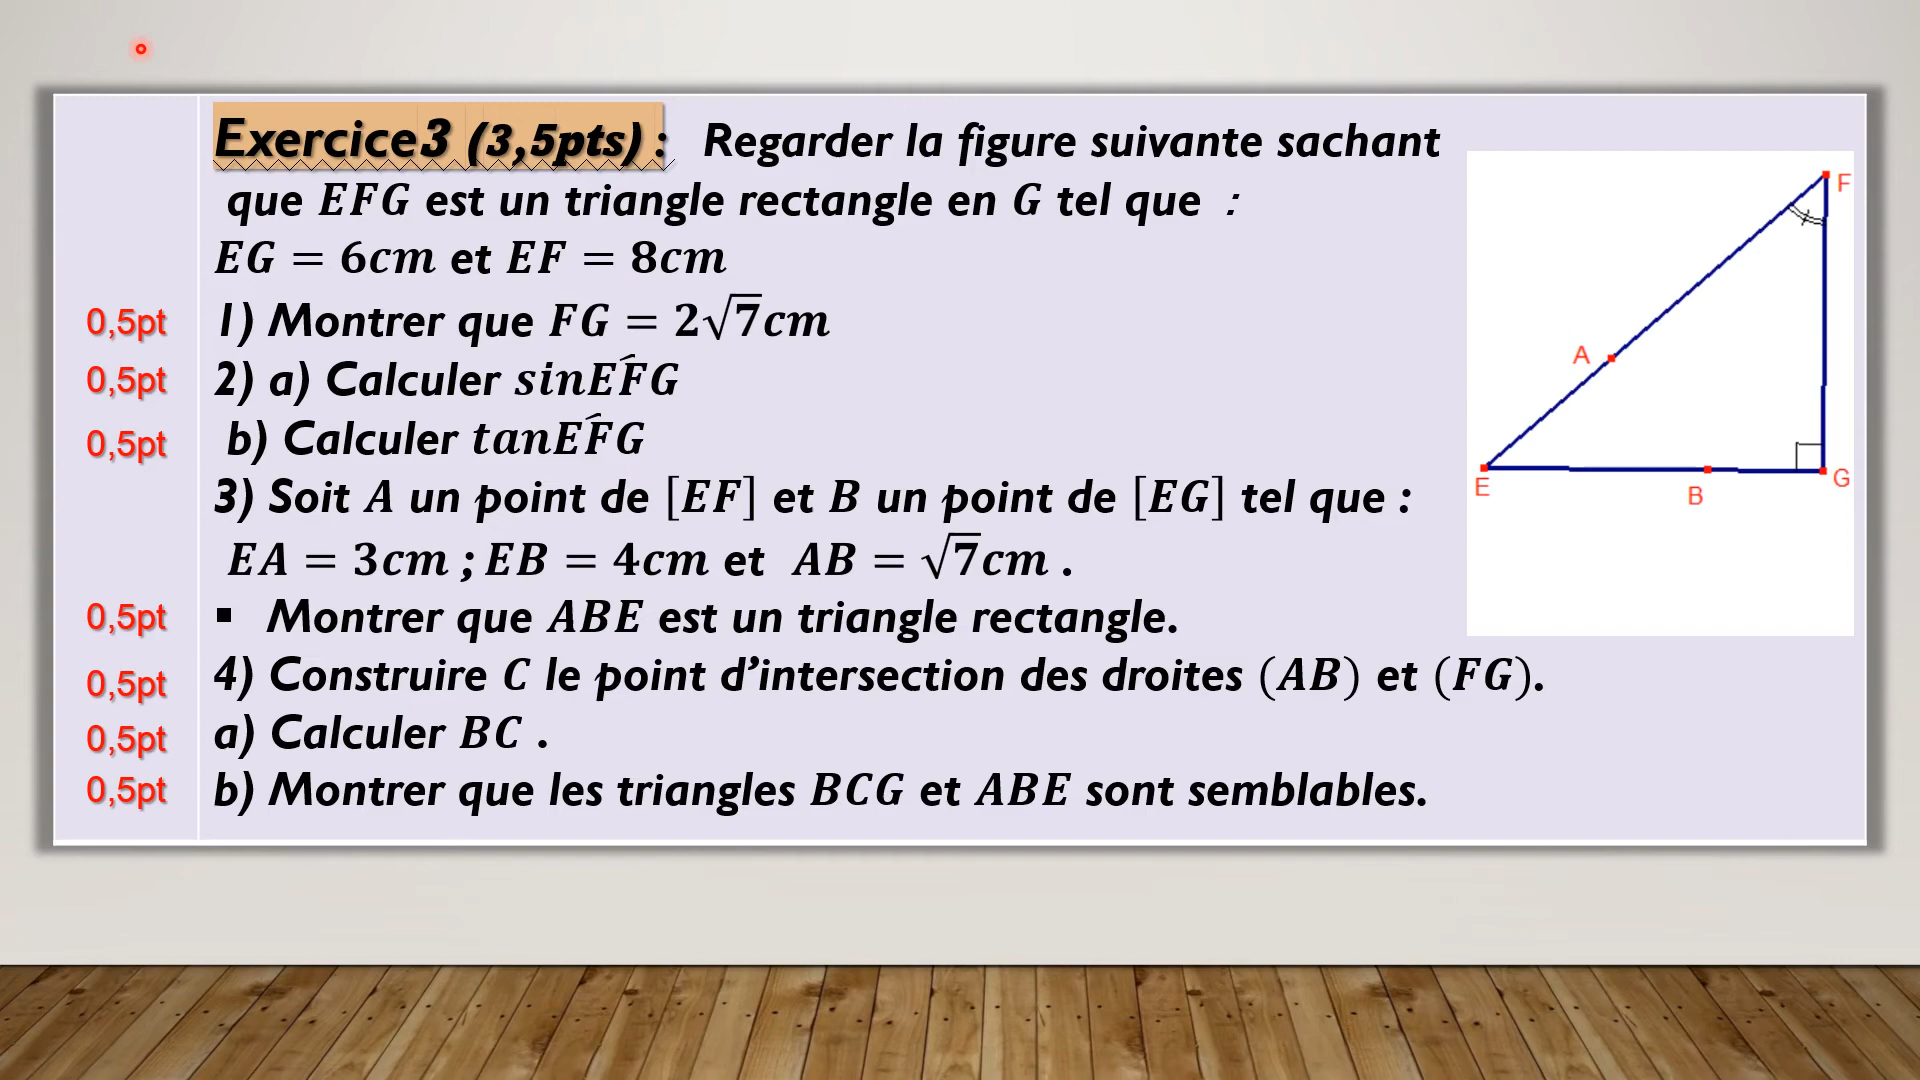 Exercice3 (3,5pts) : Regarder la figure suivante sachant
que EFG est un triangle rectangle en G tel que :
EG = 6cm et EF = 8cm
0,5pt 1) Montrer que FG = 2√7cm
0,5pt 2) a) Calculer sinEF́G
0,5pt b) Calculer tanEF́G
3) Soit A un point de [EF] et B un point de [EG] tel que :
EA = 3cm ; EB = 4cm et AB = √7cm .
0,5pt ▪ Montrer que ABE est un triangle rectangle.
0,5pt 4) Construire C le point d’intersection des droites (AB) et (FG).
0,5pt a) Calculer BC .
0,5pt b) Montrer que les triangles BCG et ABE sont semblables.
F
A
E
B
G